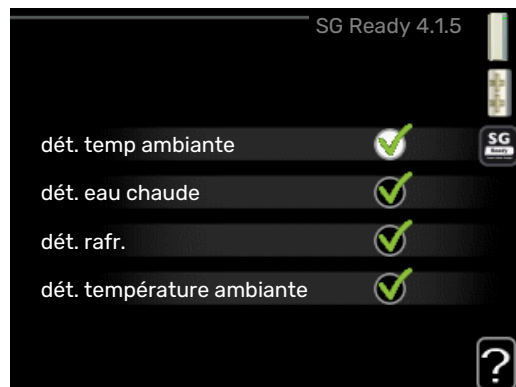 SG Ready 4.1.5
dét. temp ambiante
SG
Ready
dét. eau chaude
dét. rafr.
dét. température ambiante
?